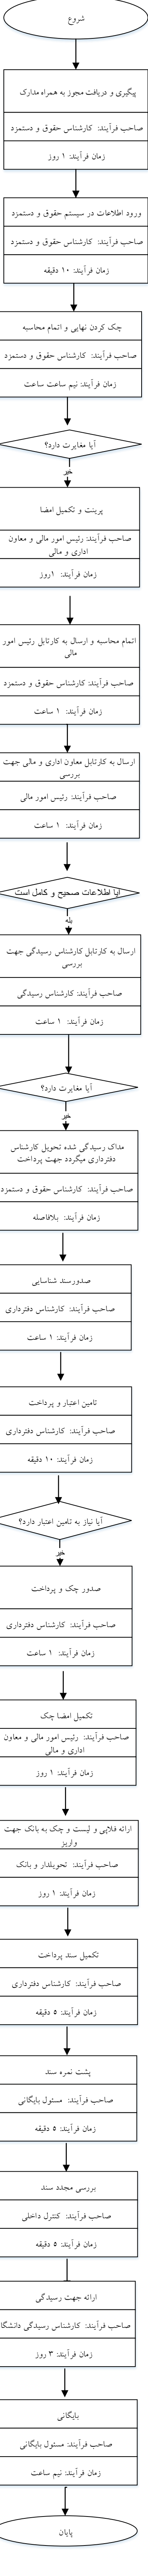 شروع
پیگیری و دریافت مجوز به همراه مدارک
صاحب فرآیند: کارشناس حقوق و دستمزد
زمان فرآیند: ۱ روز
ورود اطلاعات در سیستم حقوق و دستمزد
صاحب فرآیند: کارشناس حقوق و دستمزد
زمان فرآیند: ۱۰ دقیقه
چک کردن نهایی و اتمام محاسبه
صاحب فرآیند: کارشناس حقوق و دستمزد
زمان فرآیند: نیم ساعت ساعت
آیا مغایرت دارد؟
خیر
پرینت و تکمیل امضا
صاحب فرآیند: رئیس امور مالی و معاون
اداری و مالی
زمان فرآیند: ۱روز
اتمام محاسبه و ارسال به کارتابل رئیس امور
مالی
صاحب فرآیند: کارشناس حقوق و دستمزد
زمان فرآیند: ۱ ساعت
ارسال به کارتابل معاون اداری و مالی جهت
بررسی
صاحب فرآیند: رئیس امور مالی
زمان فرآیند: ۱ ساعت
آیا اطلاعات صحیح و کامل است
بله
ارسال به کارتابل کارشناس رسیدگی جهت
بررسی
صاحب فرآیند: کارشناس رسیدگی
زمان فرآیند: ۱ ساعت
آیا مغایرت دارد؟
خیر
مداک رسیدگی شده تحویل کارشناس
دفترداری میگردد جهت پرداخت
صاحب فرآیند: کارشناس حقوق و دستمزد
زمان فرآیند: بلافاصله
صدورسند شناسایی
صاحب فرآیند: کارشناس دفترداری
زمان فرآیند: ۱ ساعت
تامین اعتبار و پرداخت
صاحب فرآیند: کارشناس دفترداری
زمان فرآیند: ۱۰ دقیقه
آیا نیاز به تامین اعتبار دارد؟
خیر
صدور چک و پرداخت
صاحب فرآیند: کارشناس دفترداری
زمان فرآیند: ۱ ساعت
تکمیل امضا چک
صاحب فرآیند: رئیس امور مالی و معاون
اداری و مالی
زمان فرآیند: ۱ روز
ارائه فلاپی و لیست و چک به بانک جهت
واریز
صاحب فرآیند: تحویلدار و بانک
زمان فرآیند: ۱ روز
تکمیل سند پرداخت
صاحب فرآیند: کارشناس دفترداری
زمان فرآیند: ۵ دقیقه
پشت نمره سند
صاحب فرآیند: مسئول بایگانی
زمان فرآیند: ۵ دقیقه
بررسی مجدد سند
صاحب فرآیند: کنترل داخلی
زمان فرآیند: ۵ دقیقه
ارائه جهت رسیدگی
صاحب فرآیند: کارشناس رسیدگی دانشگا
زمان فرآیند: ۳ روز
بایگانی
صاحب فرآیند: مسئول بایگانی
زمان فرآیند: نیم ساعت
پایان